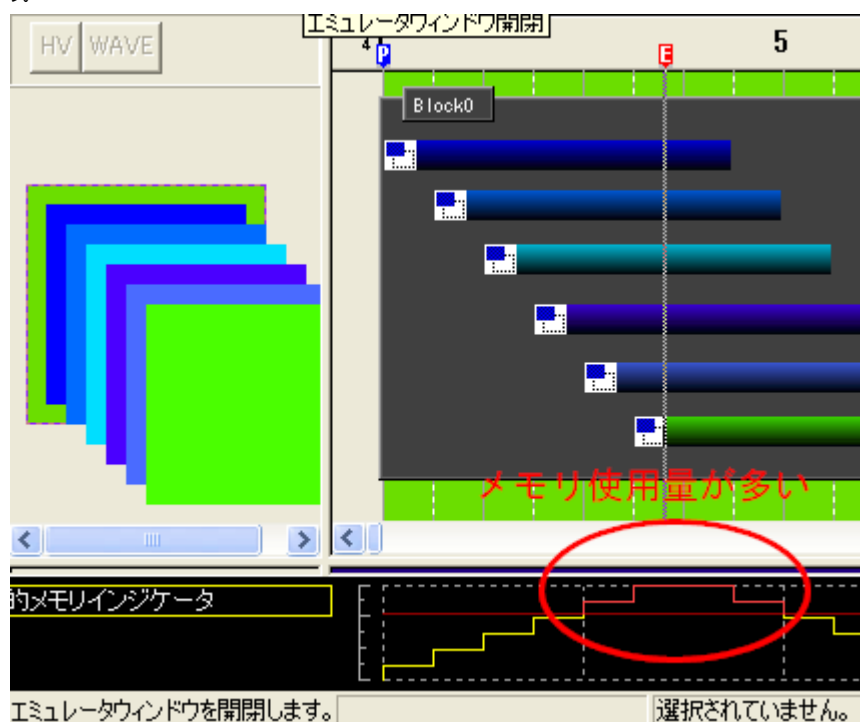 エミュレータウィンドウ開閉
HV WAVE
4
P
E
5
Block0
メモリ使用量が多い
的メモリインジケータ
エミュレータウィンドウを開閉します。
選択されていません。